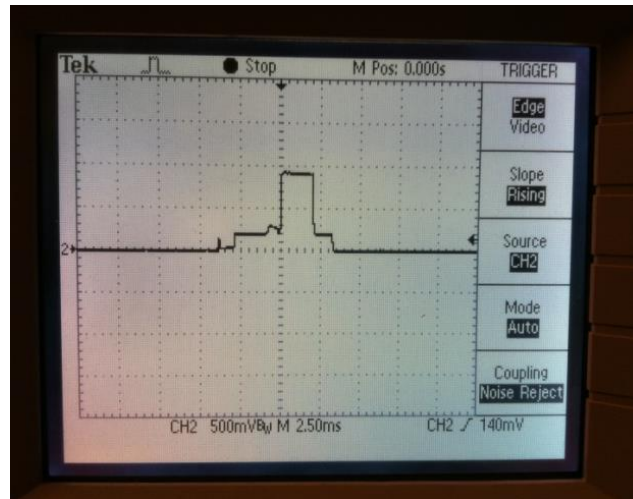 Tek Stop M Pos: 0.000s TRIGGER
Edge
Video
Slope
Rising
Source
CH2
Mode
Auto
Coupling
Noise Reject
2
CH2 500mVBW M 2.50ms CH2 140mV